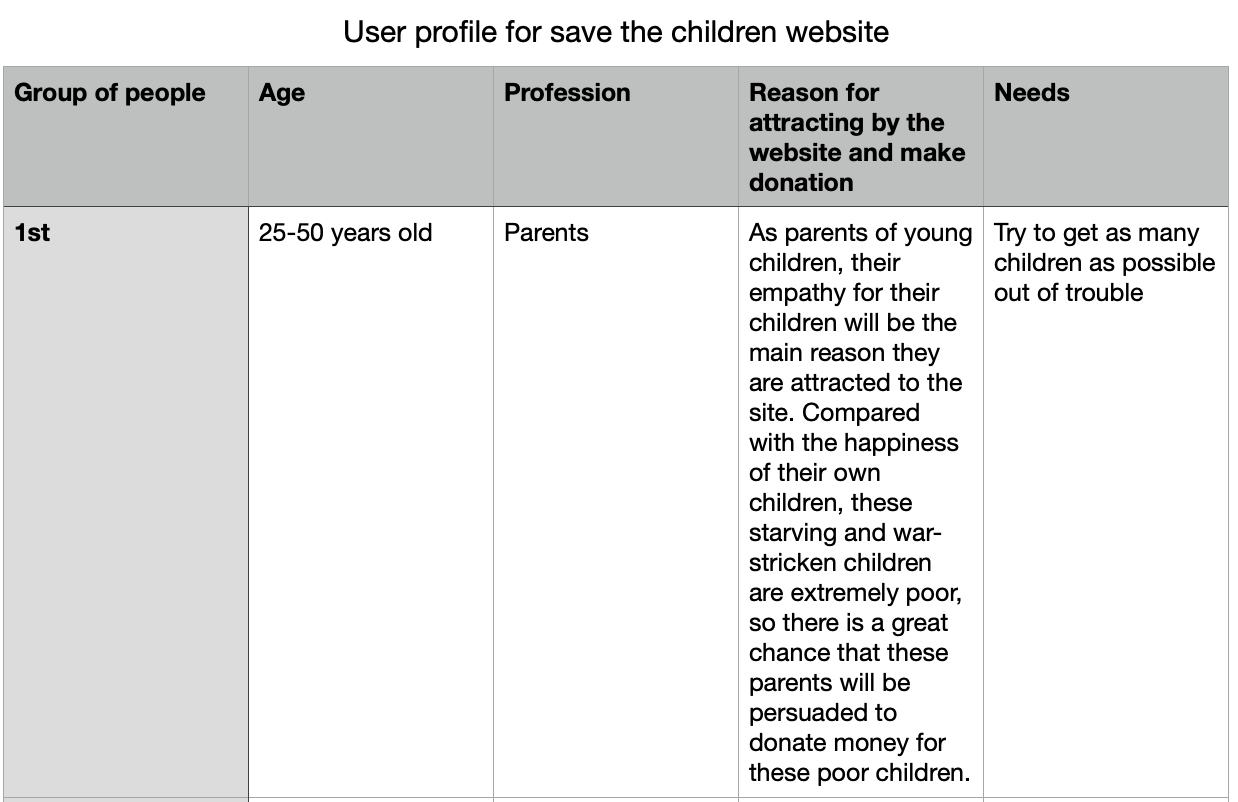 User profile for save the children website
Group of people
Age
Profession
Reason for
attracting by the
website and make
donation
Needs
1st
25-50 years old
Parents
As parents of young
children, their
empathy for their
children will be the
main reason they
are attracted to the
site. Compared
with the happiness
of their own
children, these
starving and war-
stricken children
are extremely poor,
so there is a great
chance that these
parents will be
persuaded to
donate money for
these poor children.
Try to get as many
children as possible
out of trouble